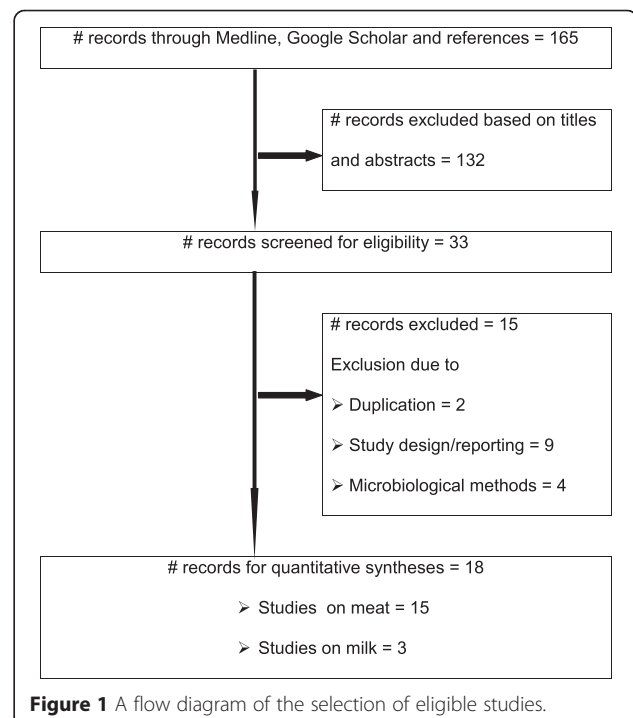 # records through Medline, Google Scholar and references = 165
# records excluded based on titles
and abstracts = 132
# records screened for eligibility = 33
# records excluded = 15
Exclusion due to
➢ Duplication = 2
➢ Study design/reporting = 9
➢ Microbiological methods = 4
# records for quantitative syntheses = 18
➢ Studies on meat = 15
➢ Studies on milk = 3
Figure 1 A flow diagram of the selection of eligible studies.